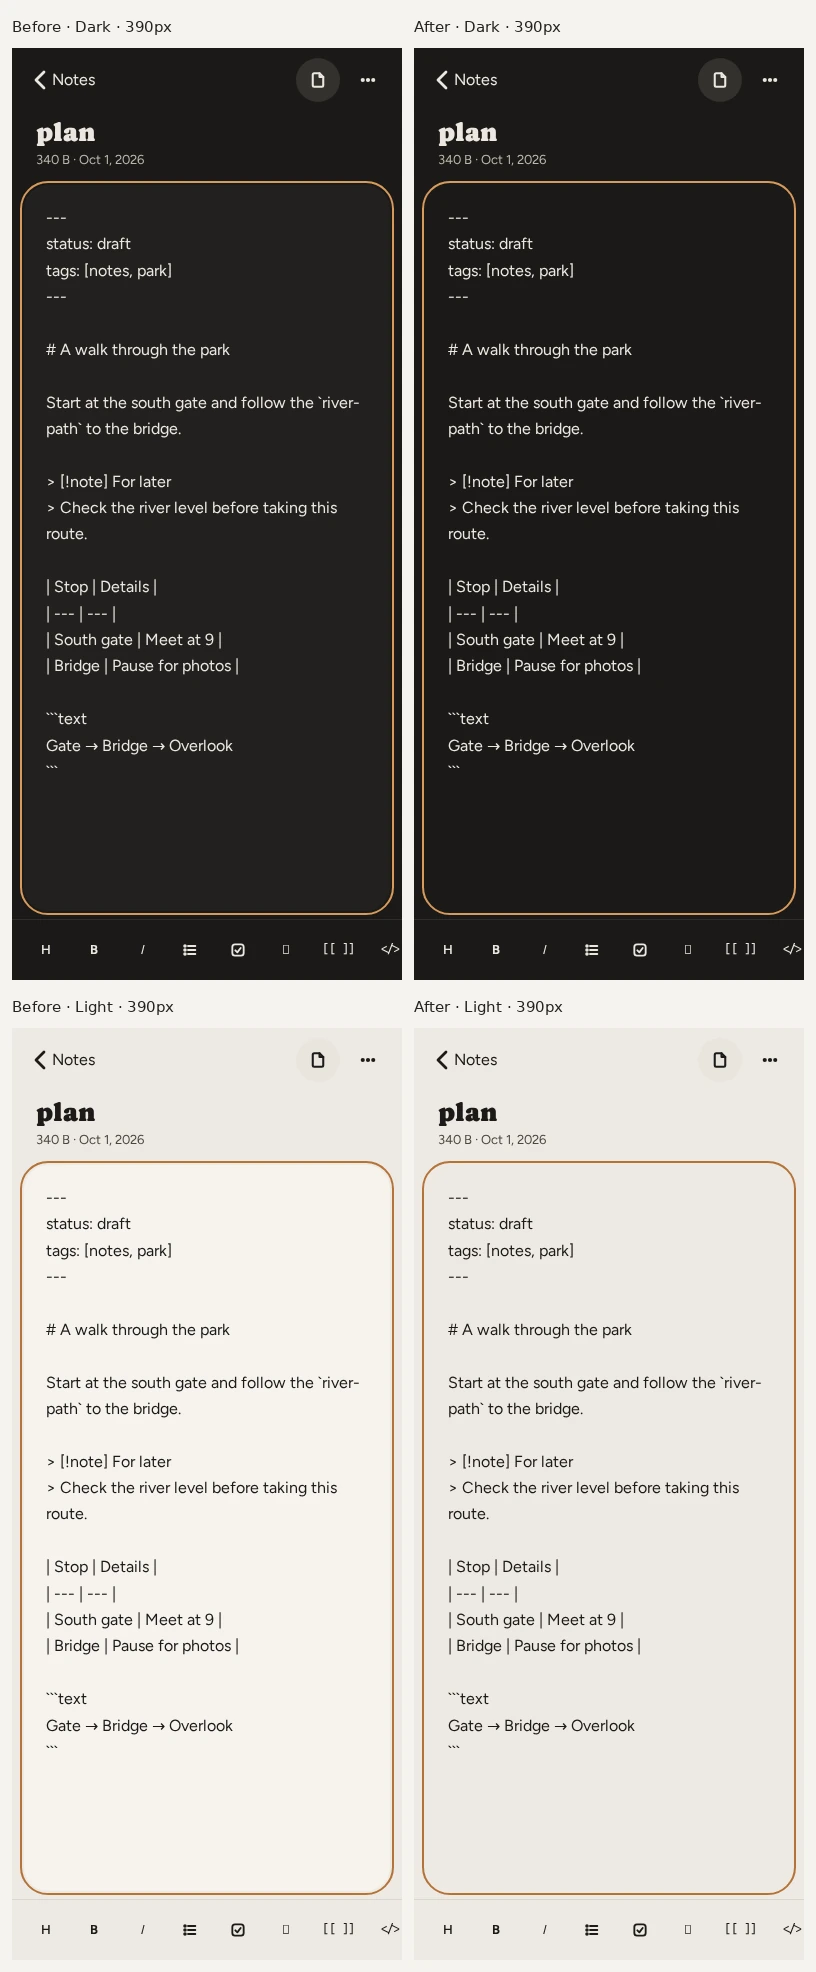 Before · Dark · 390px
Notes
plan
340 B · Oct 1, 2026
---
status: draft
tags: [notes, park]
---
# A walk through the park
Start at the south gate and follow the `river-
path` to the bridge.
> [!note] For later
> Check the river level before taking this
route.
| Stop | Details |
| --- | --- |
| South gate | Meet at 9 |
| Bridge | Pause for photos |
```text
Gate → Bridge → Overlook
```
H B I [[ ]] </>
After · Dark · 390px
Notes
plan
340 B · Oct 1, 2026
---
status: draft
tags: [notes, park]
---
# A walk through the park
Start at the south gate and follow the `river-
path` to the bridge.
> [!note] For later
> Check the river level before taking this
route.
| Stop | Details |
| --- | --- |
| South gate | Meet at 9 |
| Bridge | Pause for photos |
```text
Gate → Bridge → Overlook
```
H B I [[ ]] </>
Before · Light · 390px
Notes
plan
340 B · Oct 1, 2026
---
status: draft
tags: [notes, park]
---
# A walk through the park
Start at the south gate and follow the `river-
path` to the bridge.
> [!note] For later
> Check the river level before taking this
route.
| Stop | Details |
| --- | --- |
| South gate | Meet at 9 |
| Bridge | Pause for photos |
```text
Gate → Bridge → Overlook
```
H B I [[ ]] </>
After · Light · 390px
Notes
plan
340 B · Oct 1, 2026
---
status: draft
tags: [notes, park]
---
# A walk through the park
Start at the south gate and follow the `river-
path` to the bridge.
> [!note] For later
> Check the river level before taking this
route.
| Stop | Details |
| --- | --- |
| South gate | Meet at 9 |
| Bridge | Pause for photos |
```text
Gate → Bridge → Overlook
```
H B I [[ ]] </>